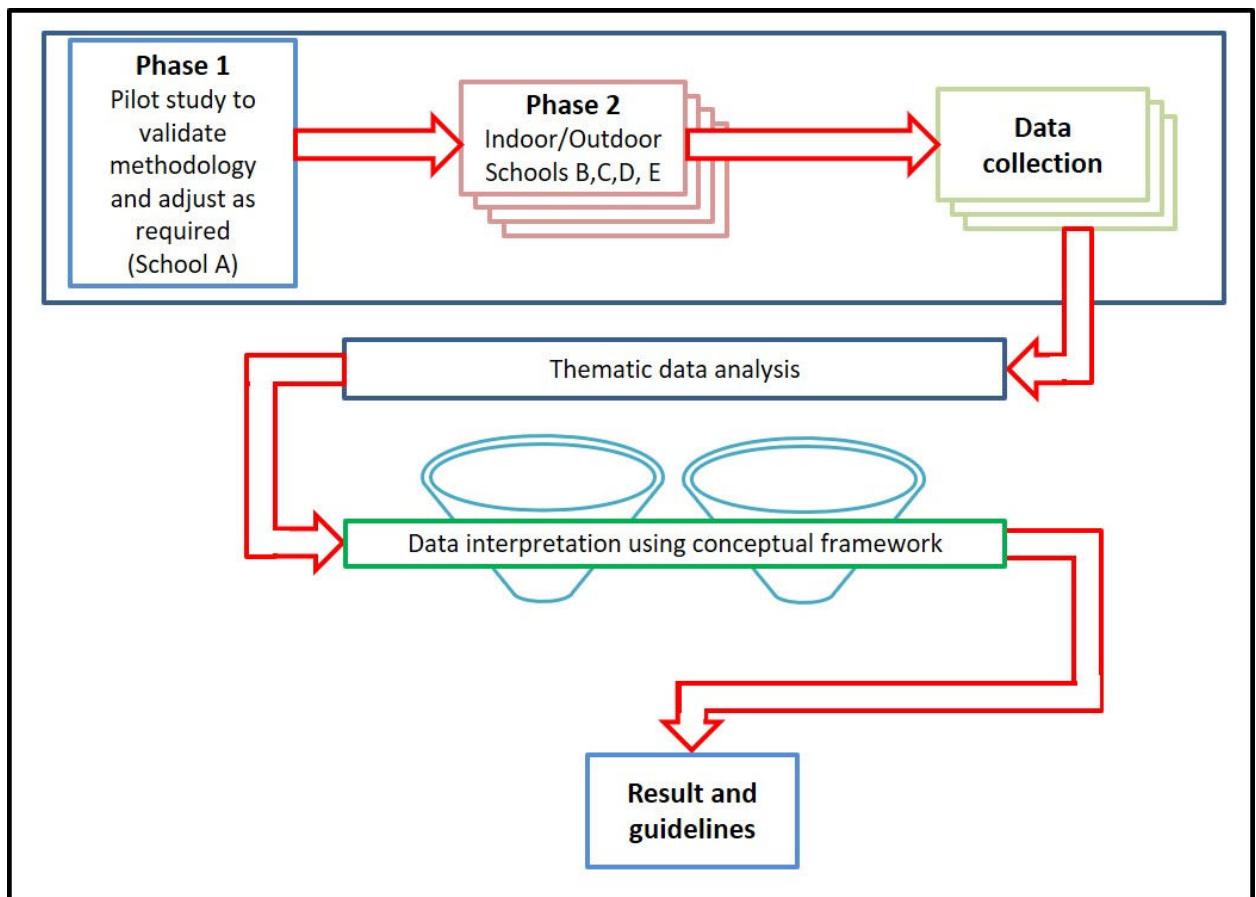 Phase 1
Pilot study to
validate
methodology
and adjust as
required
(School A)
Phase 2
Indoor/Outdoor
Schools B,C,D, E
Data
collection
Thematic data analysis
Data interpretation using conceptual framework
Result and
guidelines